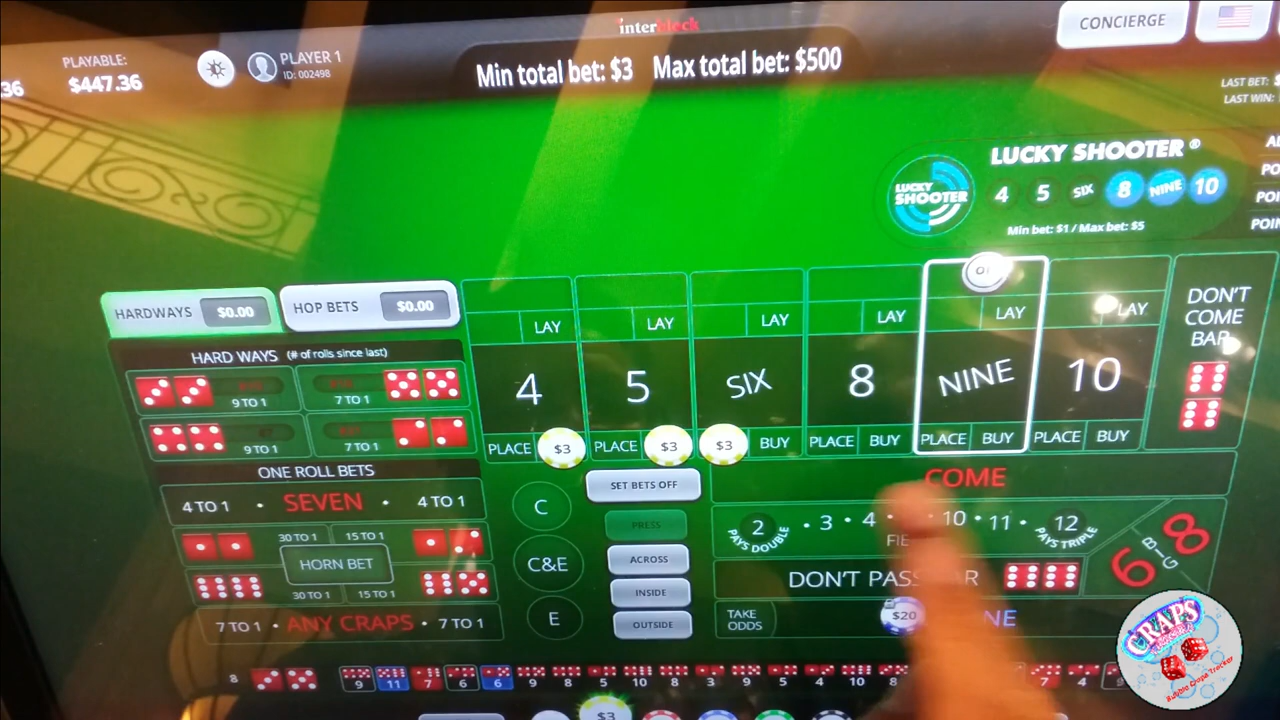 interblock
CONCIERGE
.36
PLAYABLE:
$447.36
PLAYER 1
ID: 002498
Min total bet: $3 Max total bet: $500
LAST BET:
LAST WIN:
LUCKY SHOOTER ®
LUCKY SHOOTER
4 5 SIX 8 NINE 10
Min bet: $1 / Max bet: $5
HARDWAYS $0.00
HOP BETS $0.00
LAY LAY LAY LAY LAY LAY
DON'T
COME
BAR
HARD WAYS (# of rolls since last)
9 TO 1 7 TO 1
9 TO 1 7 TO 1
4 5 SIX 8 NINE 10
PLACE $3 PLACE $3 $3 BUY PLACE BUY PLACE BUY PLACE BUY
ONE ROLL BETS
4 TO 1 • SEVEN • 4 TO 1
30 TO 1 15 TO 1
HORN BET
30 TO 1 15 TO 1
7 TO 1 • ANY CRAPS • 7 TO 1
C
C&E
E
SET BETS OFF
PRESS
ACROSS
INSIDE
OUTSIDE
COME
2 PAYS DOUBLE • 3 • 4 • 10 • 11 • 12 PAYS TRIPLE
DON'T PASS BAR
BIG
6 8
TAKE
ODDS
$20
8 9 11 7 6 6 9 8 5 10 8 3 9 5 4 10 8 7 4
$3
CRAPS
Bubble Craps Tracker